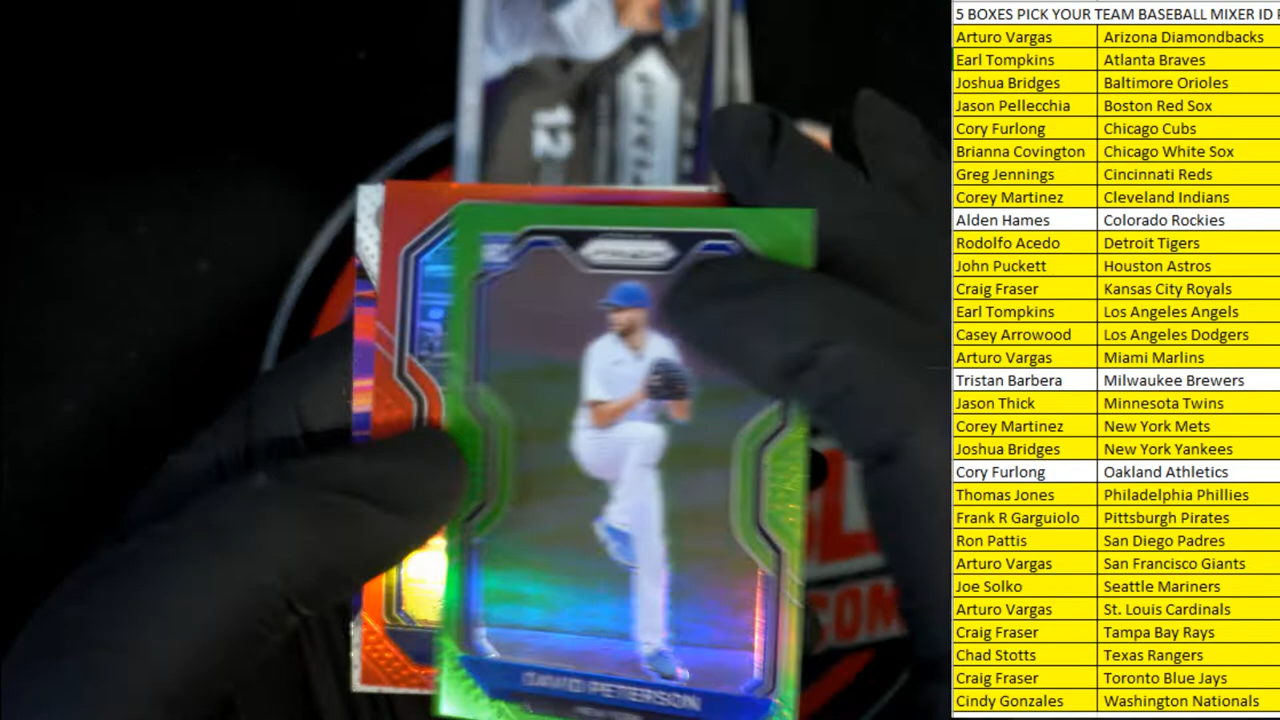 12
PRIZM
DAVID PETERSON
5 BOXES PICK YOUR TEAM BASEBALL MIXER ID
Arturo Vargas Arizona Diamondbacks
Earl Tompkins Atlanta Braves
Joshua Bridges Baltimore Orioles
Jason Pellecchia Boston Red Sox
Cory Furlong Chicago Cubs
Brianna Covington Chicago White Sox
Greg Jennings Cincinnati Reds
Corey Martinez Cleveland Indians
Alden Hames Colorado Rockies
Rodolfo Acedo Detroit Tigers
John Puckett Houston Astros
Craig Fraser Kansas City Royals
Earl Tompkins Los Angeles Angels
Casey Arrowood Los Angeles Dodgers
Arturo Vargas Miami Marlins
Tristan Barbera Milwaukee Brewers
Jason Thick Minnesota Twins
Corey Martinez New York Mets
Joshua Bridges New York Yankees
Cory Furlong Oakland Athletics
Thomas Jones Philadelphia Phillies
Frank R Garguiolo Pittsburgh Pirates
Ron Pattis San Diego Padres
Arturo Vargas San Francisco Giants
Joe Solko Seattle Mariners
Arturo Vargas St. Louis Cardinals
Craig Fraser Tampa Bay Rays
Chad Stotts Texas Rangers
Craig Fraser Toronto Blue Jays
Cindy Gonzales Washington Nationals